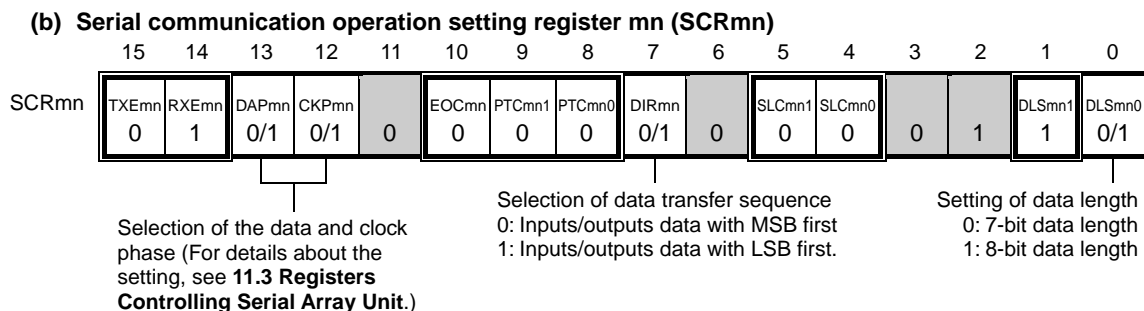 (b) Serial communication operation setting register mn (SCRmn)
15 14 13 12 11 10 9 8 7 6 5 4 3 2 1 0
SCRmn TXEmn RXEmn DAPmn CKPmn EOCmn PTCmn1 PTCmn0 DIRmn SLCmn1 SLCmn0 DLSmn1 DLSmn0
0 1 0/1 0/1 0 0 0 0 0/1 0 0 0 0 1 1 0/1
Selection of the data and clock
phase (For details about the
setting, see 11.3 Registers
Controlling Serial Array Unit.)
Selection of data transfer sequence
0: Inputs/outputs data with MSB first
1: Inputs/outputs data with LSB first.
Setting of data length
0: 7-bit data length
1: 8-bit data length